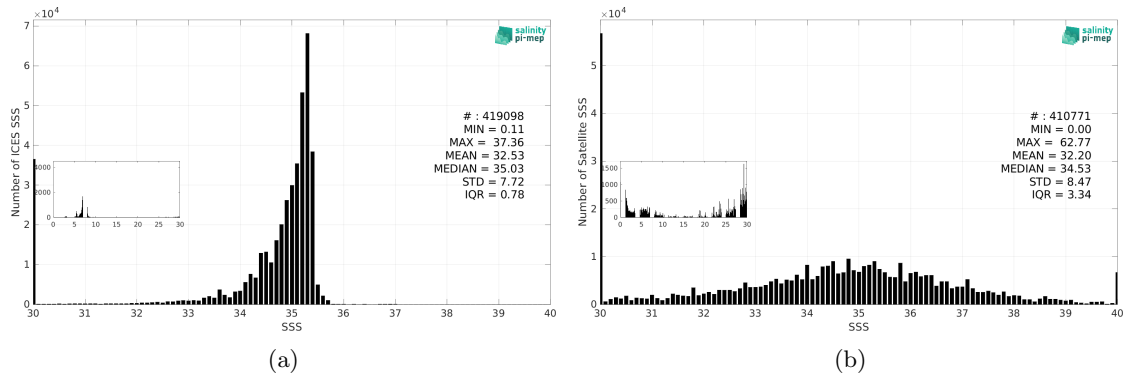 ×10⁴
7
6
5
4
3
2
1
0
Number of ICES SSS
salinity
pi-mep
# : 419098
MIN = 0.11
MAX = 37.36
MEAN = 32.53
MEDIAN = 35.03
STD = 7.72
IQR = 0.78
4000
2000
0
0 5 10 15 20 25 30
30 31 32 33 34 35 36 37 38 39 40
SSS
(a)
×10⁴
5
4
3
2
1
0
Number of Satellite SSS
salinity
pi-mep
# : 410771
MIN = 0.00
MAX = 62.77
MEAN = 32.20
MEDIAN = 34.53
STD = 8.47
IQR = 3.34
1500
1000
500
0
0 5 10 15 20 25 30
30 31 32 33 34 35 36 37 38 39 40
SSS
(b)